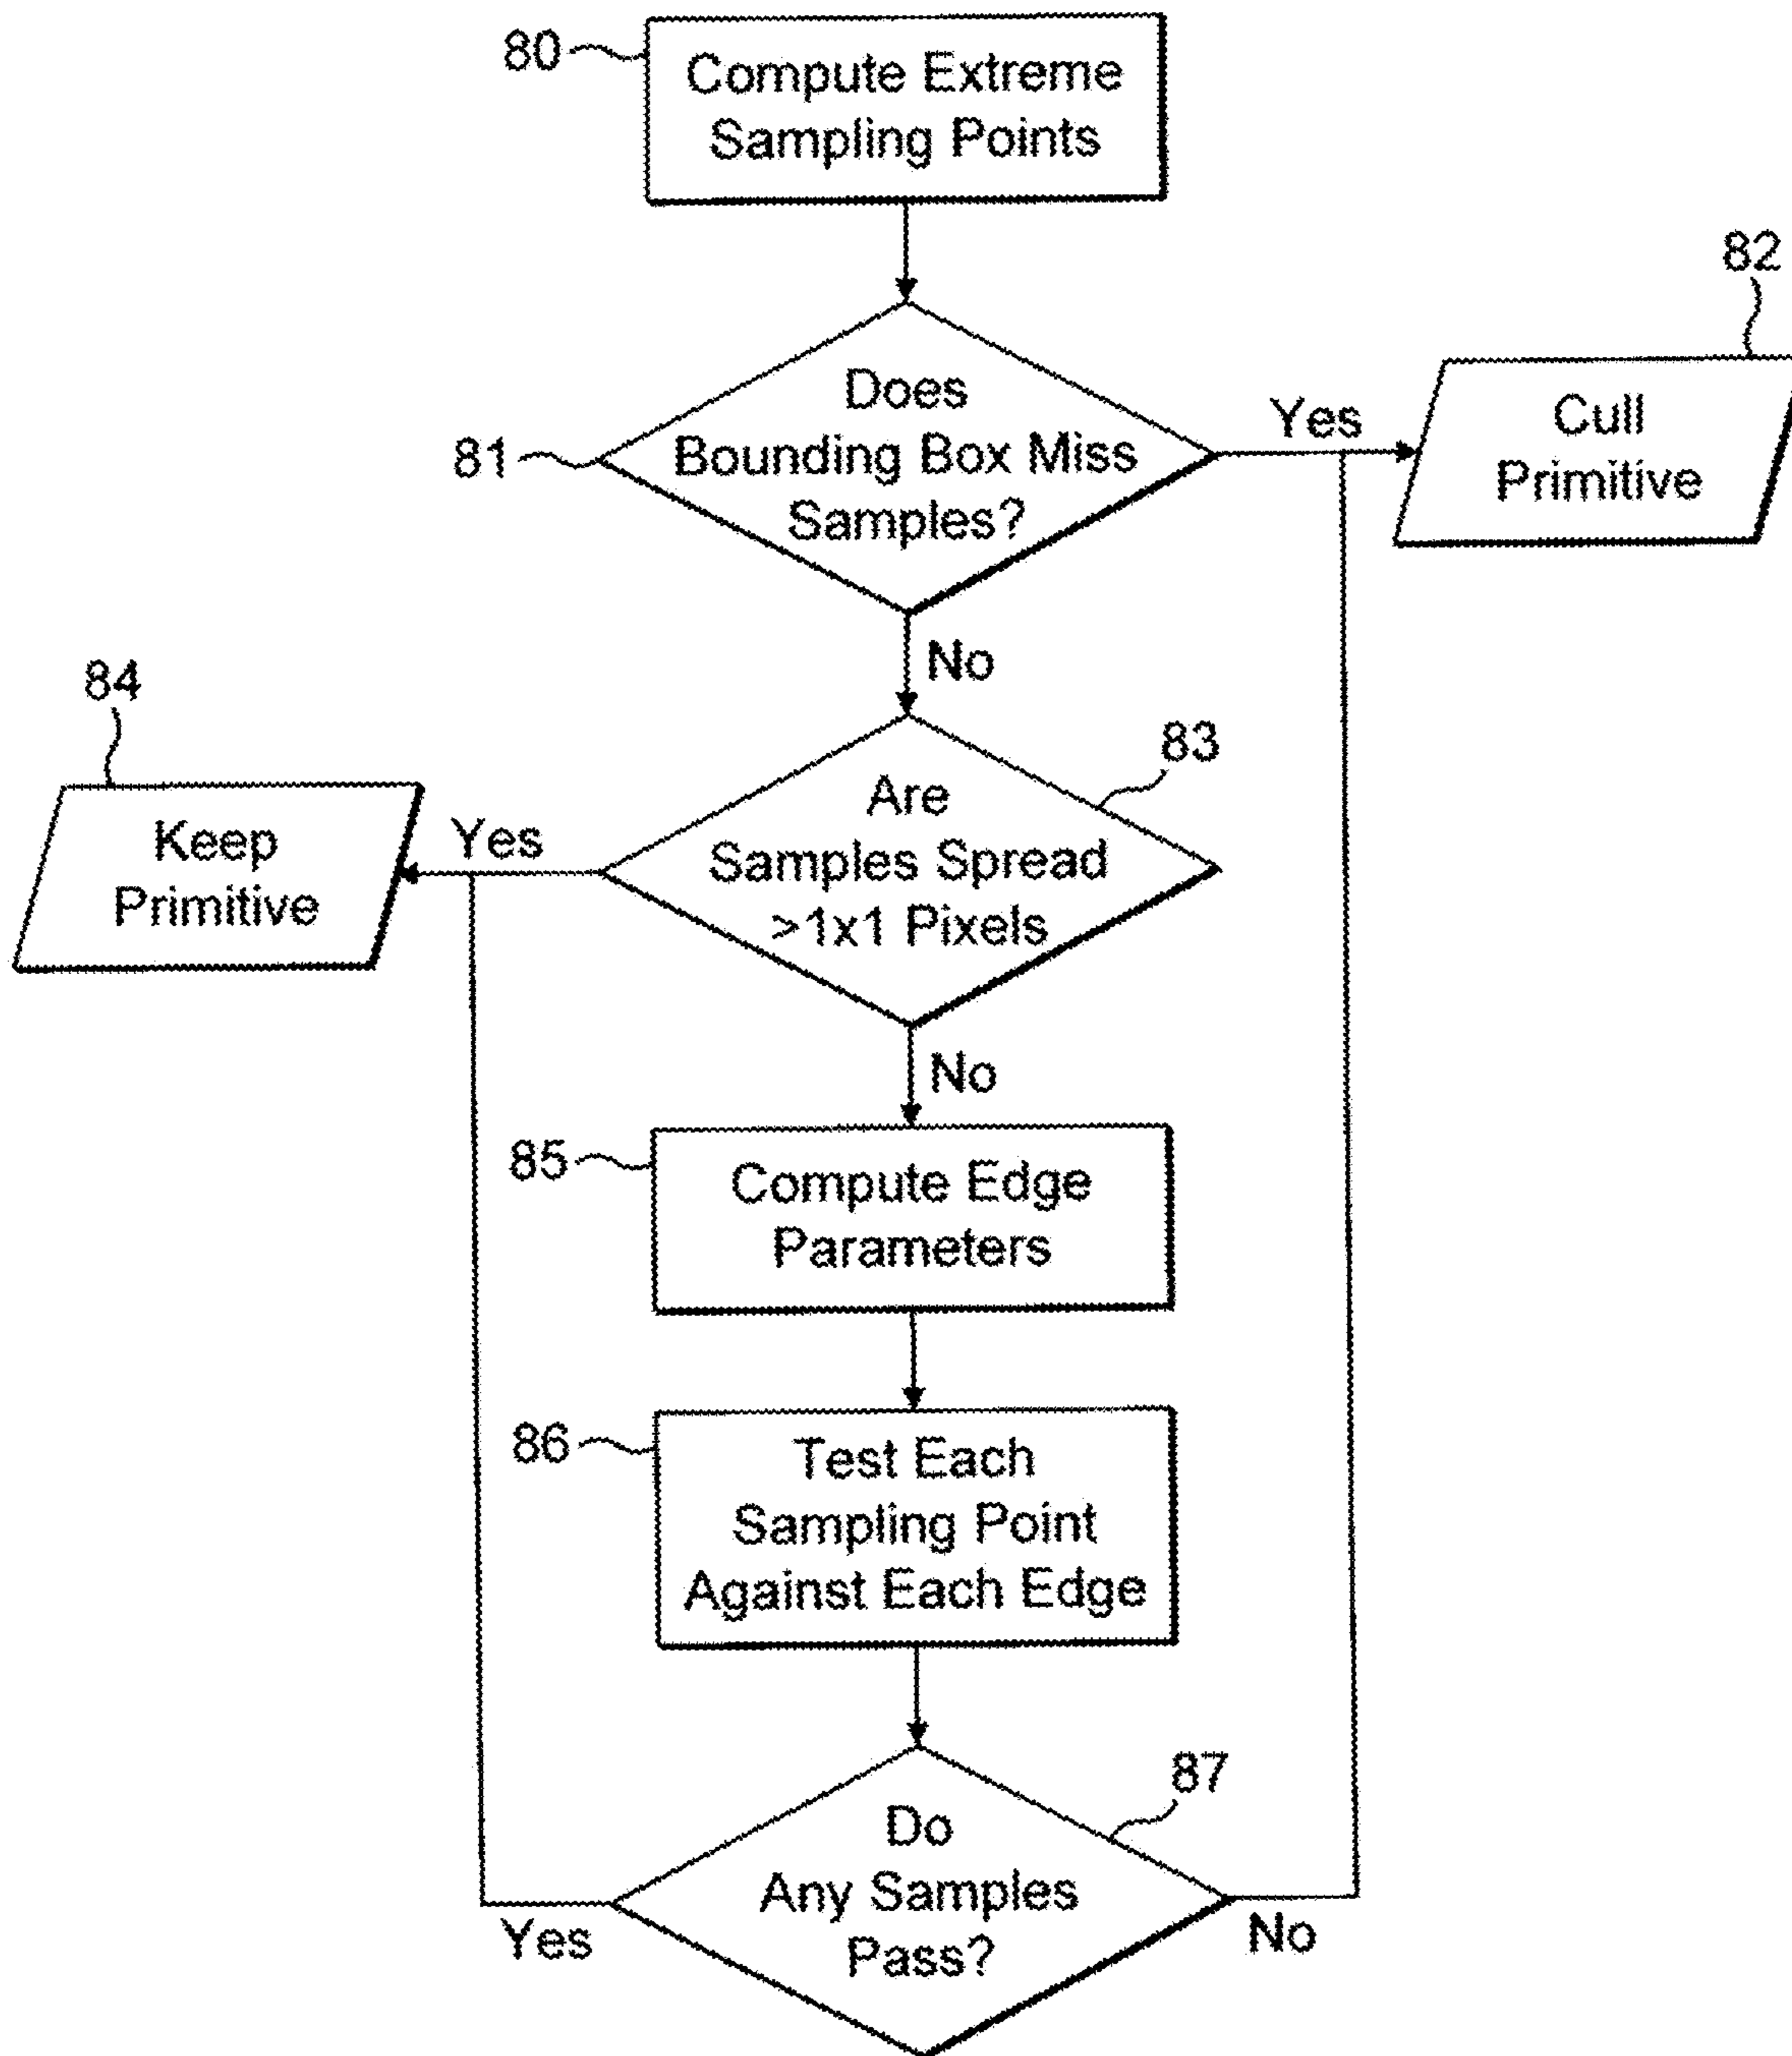 80
Compute Extreme
Sampling Points
82
Does
Bounding Box Miss
Samples?
81
Yes
Cull
Primitive
No
84
83
Are
Samples Spread
>1x1 Pixels
Yes
Keep
Primitive
No
85
Compute Edge
Parameters
86
Test Each
Sampling Point
Against Each Edge
87
Do
Any Samples
Pass?
Yes
No